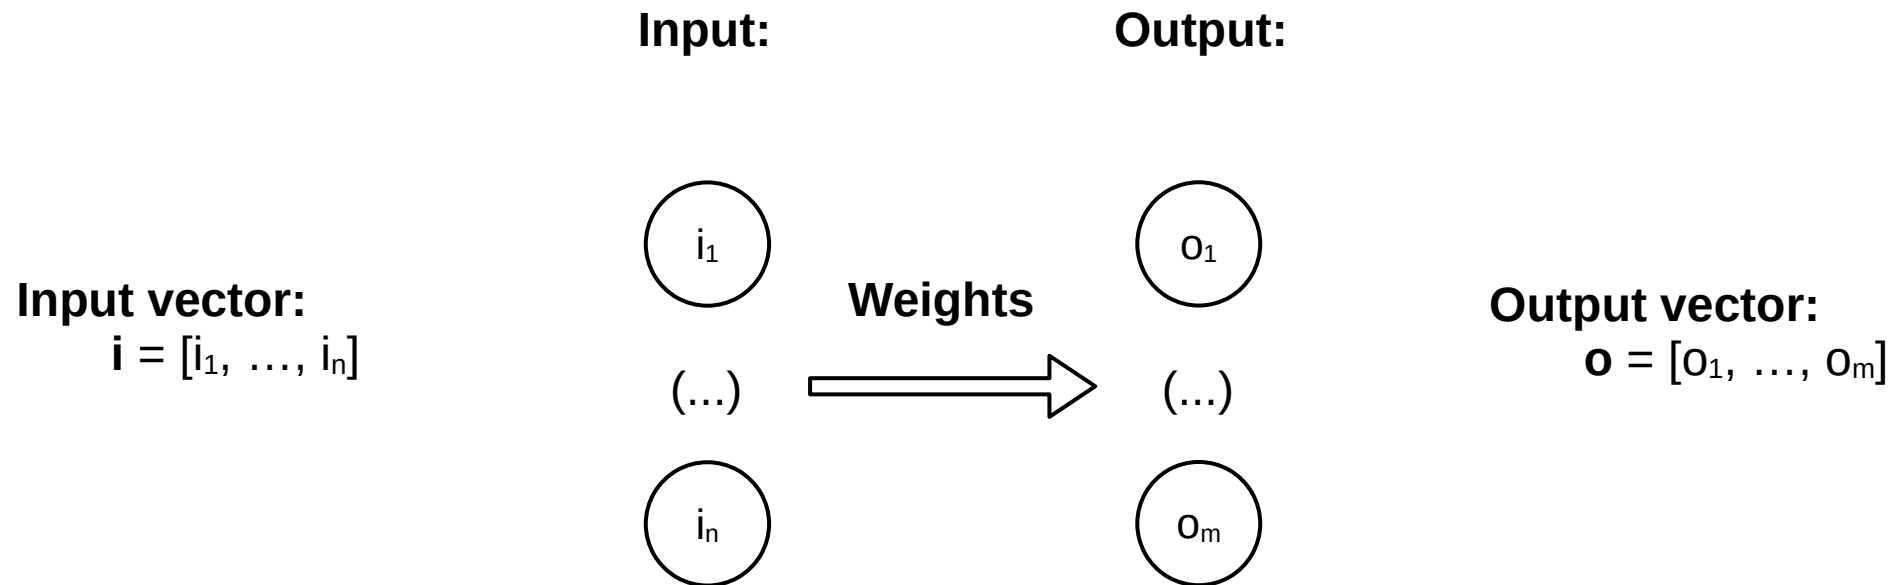 Input:
Output:
i₁
o₁
Input vector:
i = [i₁, …, iₙ]
Weights
Output vector:
o = [o₁, …, oₘ]
(...)
(...)
iₙ
oₘ